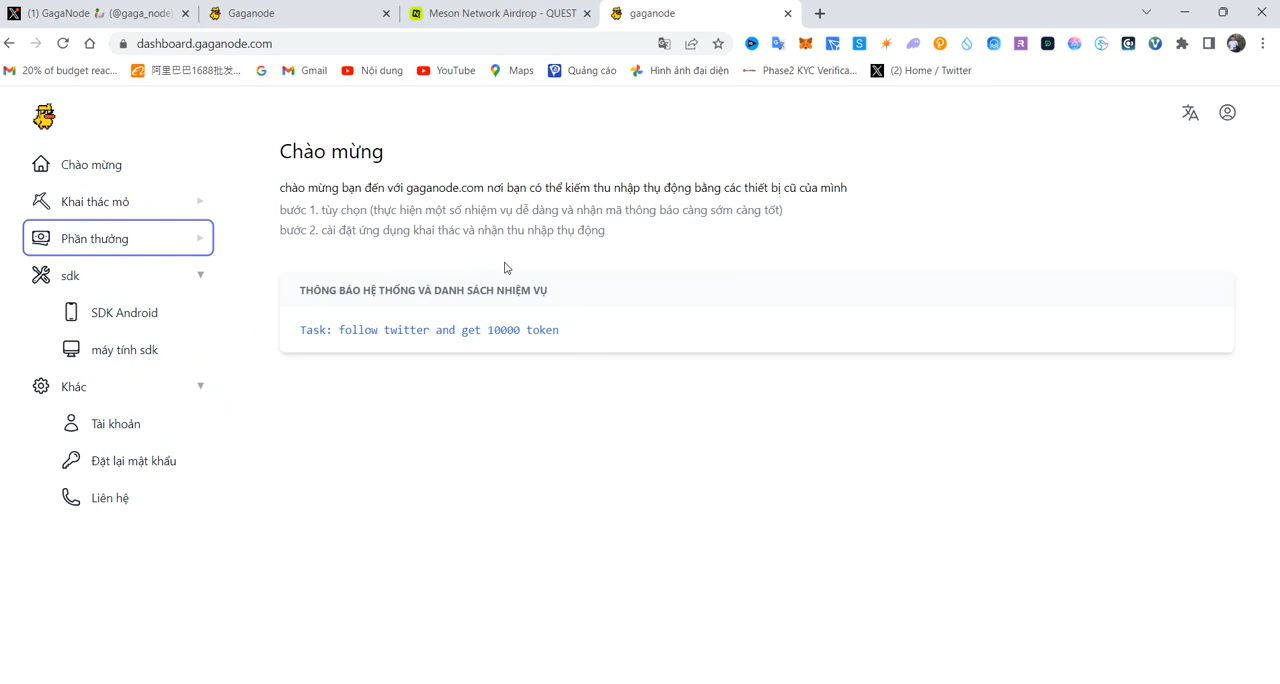 (1) GagaNode (@gaga_node)
Gaganode
Meson Network Airdrop - QUEST
gaganode
dashboard.gaganode.com
20% of budget reac...
阿里巴巴1688批发...
Gmail
Nội dung
YouTube
Maps
Quảng cáo
Hình ảnh đại diện
Phase2 KYC Verifica...
(2) Home / Twitter
Chào mừng
Khai thác mỏ
Phần thưởng
sdk
SDK Android
máy tính sdk
Khác
Tài khoản
Đặt lại mật khẩu
Liên hệ
Chào mừng
chào mừng bạn đến với gaganode.com nơi bạn có thể kiếm thu nhập thụ động bằng các thiết bị cũ của mình
bước 1. tùy chọn (thực hiện một số nhiệm vụ dễ dàng và nhận mã thông báo càng sớm càng tốt)
bước 2. cài đặt ứng dụng khai thác và nhận thu nhập thụ động
THÔNG BÁO HỆ THỐNG VÀ DANH SÁCH NHIỆM VỤ
Task: follow twitter and get 10000 token